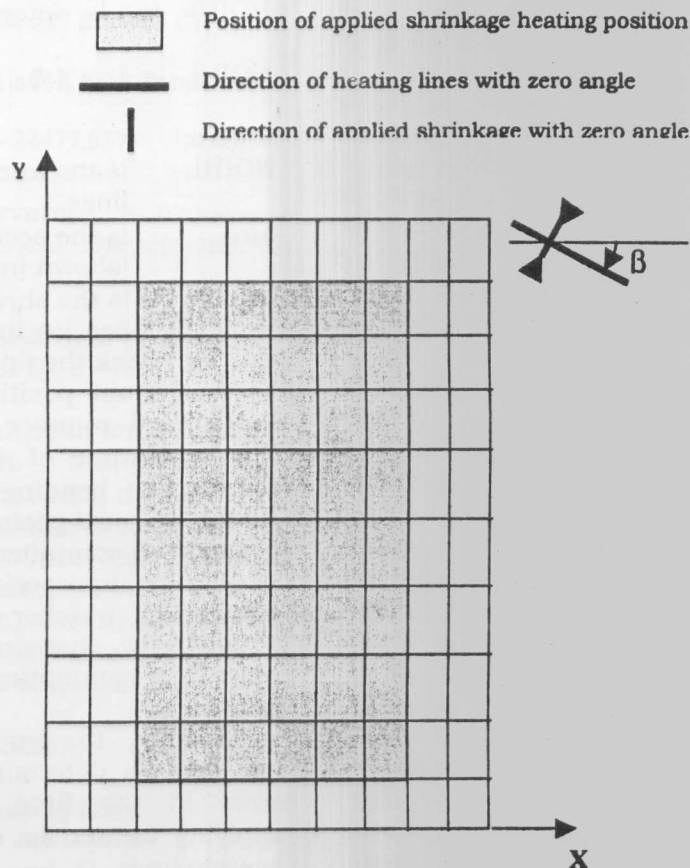 Position of applied shrinkage heating position
Direction of heating lines with zero angle
Direction of applied shrinkage with zero angle
Y
β
X